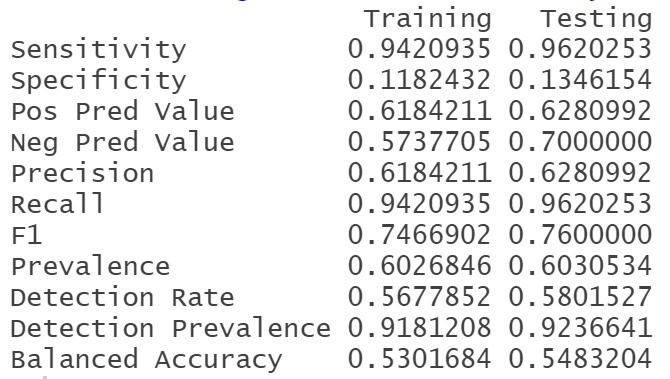 Training Testing
Sensitivity 0.9420935 0.9620253
Specificity 0.1182432 0.1346154
Pos Pred Value 0.6184211 0.6280992
Neg Pred Value 0.5737705 0.7000000
Precision 0.6184211 0.6280992
Recall 0.9420935 0.9620253
F1 0.7466902 0.7600000
Prevalence 0.6026846 0.6030534
Detection Rate 0.5677852 0.5801527
Detection Prevalence 0.9181208 0.9236641
Balanced Accuracy 0.5301684 0.5483204